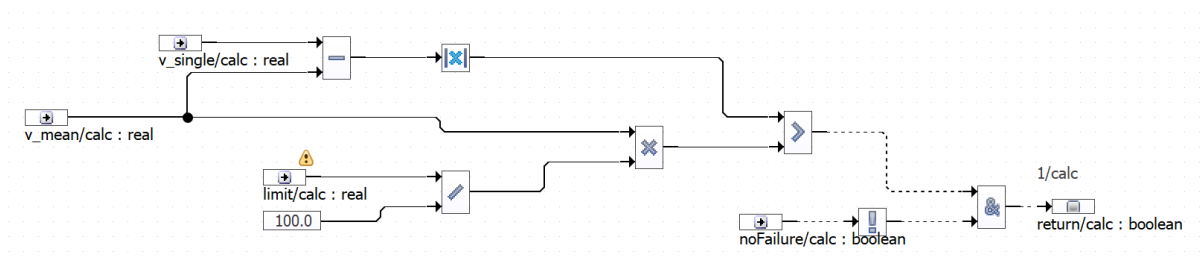 v_single/calc : real
v_mean/calc : real
limit/calc : real
100.0
1/calc
noFailure/calc : boolean
return/calc : boolean